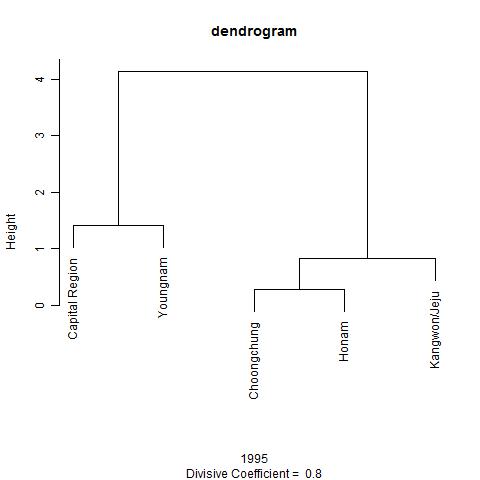 dendrogram
Height
4
3
2
1
0
Capital Region
Youngnam
Choongchung
Honam
Kangwon/Jeju
1995
Divisive Coefficient = 0.8